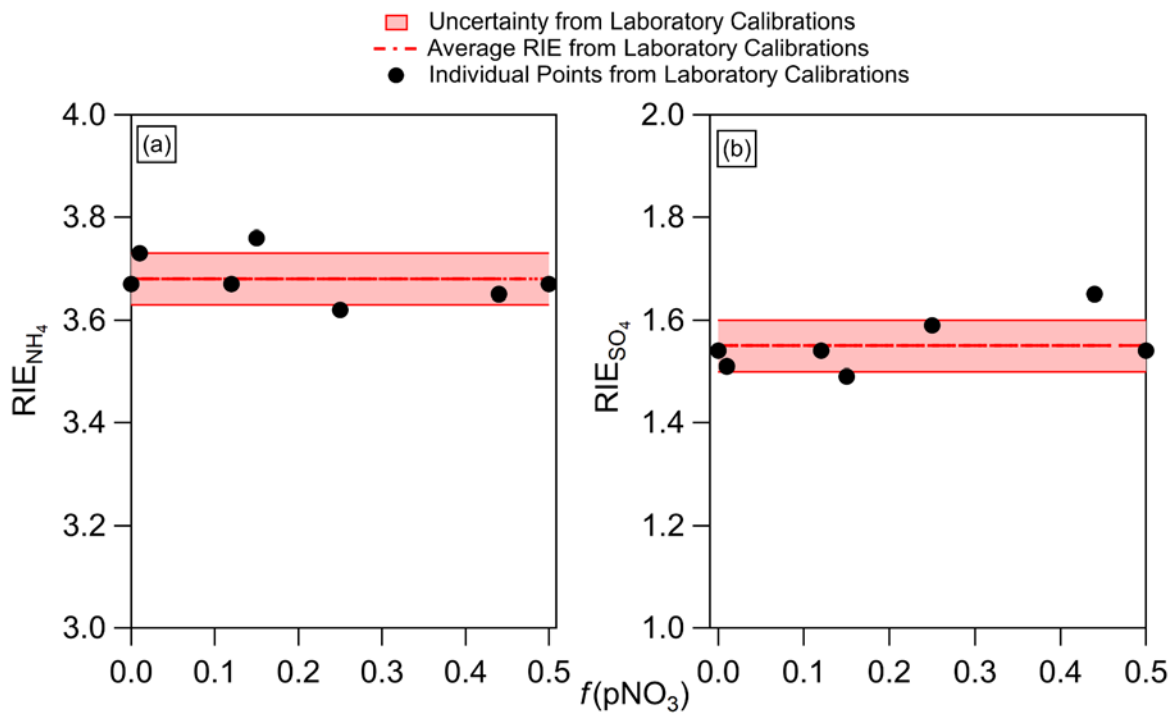 Uncertainty from Laboratory Calibrations
Average RIE from Laboratory Calibrations
Individual Points from Laboratory Calibrations
(a)
4.0
3.8
3.6
3.4
3.2
3.0
RIE_NH₄
0.0 0.1 0.2 0.3 0.4 0.5
(b)
2.0
1.8
1.6
1.4
1.2
1.0
RIE_SO₄
0.0 0.1 0.2 0.3 0.4 0.5
f(pNO₃)